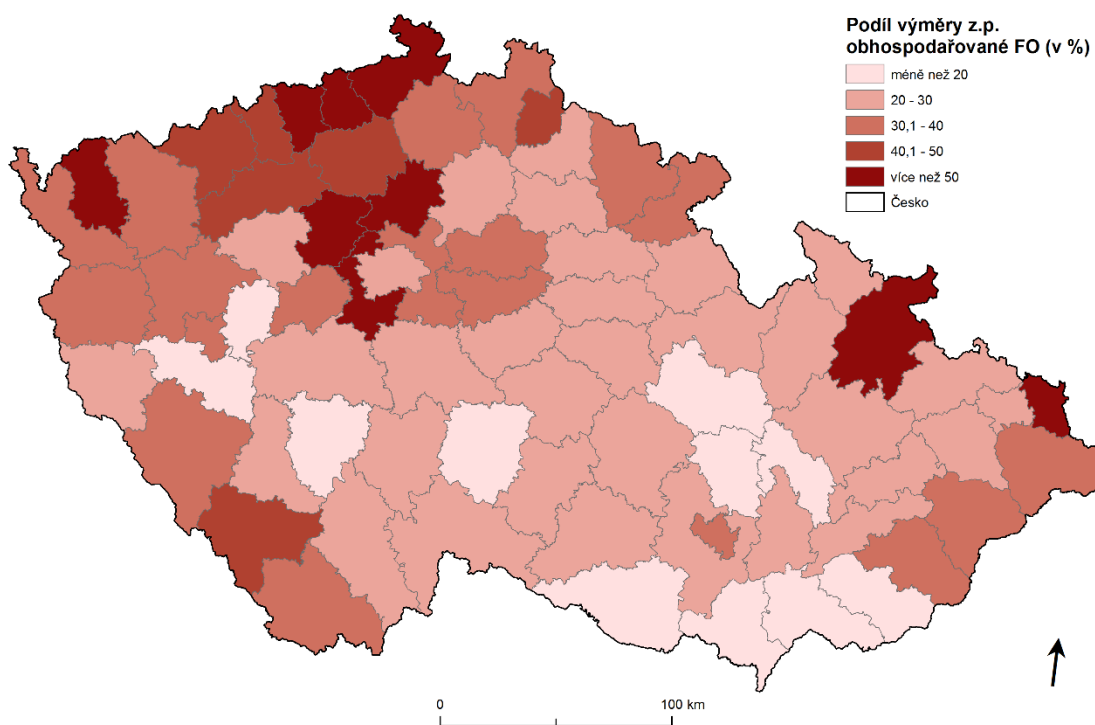 Podíl výměry z.p.
obhospodařované FO (v %)
méně než 20
20 - 30
30,1 - 40
40,1 - 50
více než 50
Česko
0 100 km